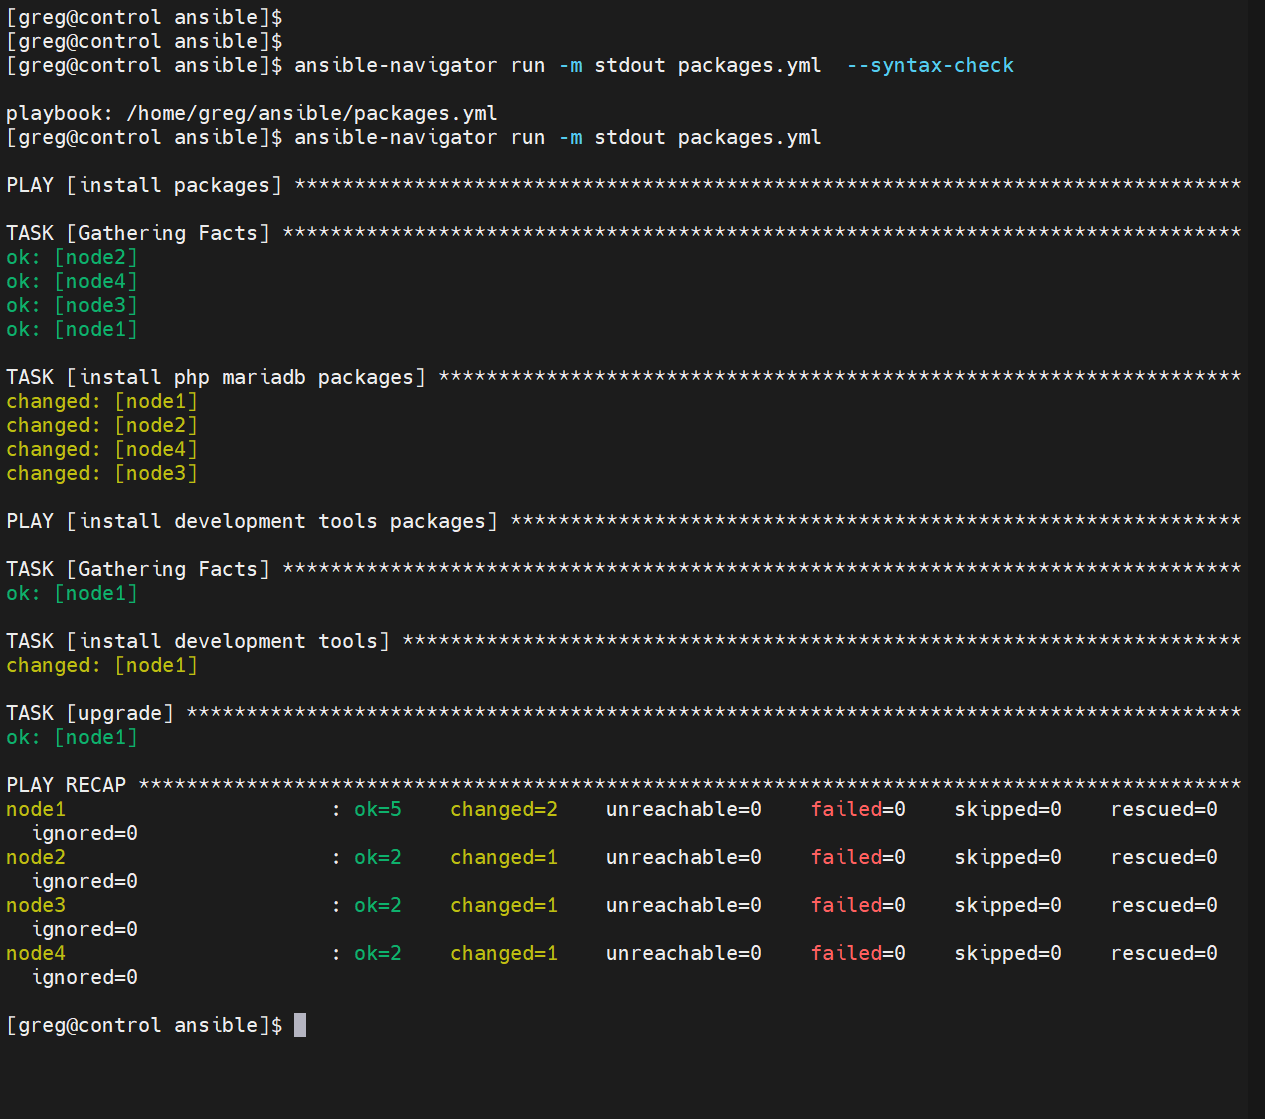 [greg@control ansible]$
[greg@control ansible]$
[greg@control ansible]$ ansible-navigator run -m stdout packages.yml  --syntax-check

playbook: /home/greg/ansible/packages.yml
[greg@control ansible]$ ansible-navigator run -m stdout packages.yml

PLAY [install packages] *******************************************************************************

TASK [Gathering Facts] ********************************************************************************
ok: [node2]
ok: [node4]
ok: [node3]
ok: [node1]

TASK [install php mariadb packages] *******************************************************************
changed: [node1]
changed: [node2]
changed: [node4]
changed: [node3]

PLAY [install development tools packages] *************************************************************

TASK [Gathering Facts] ********************************************************************************
ok: [node1]

TASK [install development tools] **********************************************************************
changed: [node1]

TASK [upgrade] ****************************************************************************************
ok: [node1]

PLAY RECAP ********************************************************************************************
node1                      : ok=5    changed=2    unreachable=0    failed=0    skipped=0    rescued=0
  ignored=0
node2                      : ok=2    changed=1    unreachable=0    failed=0    skipped=0    rescued=0
  ignored=0
node3                      : ok=2    changed=1    unreachable=0    failed=0    skipped=0    rescued=0
  ignored=0
node4                      : ok=2    changed=1    unreachable=0    failed=0    skipped=0    rescued=0
  ignored=0

[greg@control ansible]$